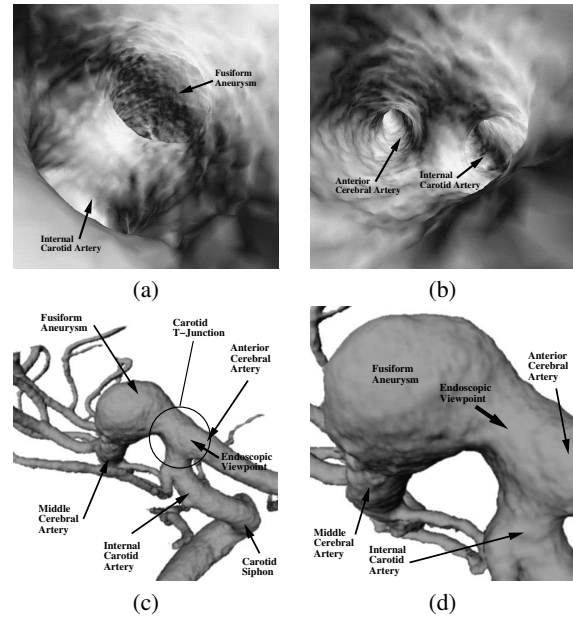 Fusiform
Aneurysm
Internal
Carotid Artery
(a)
Anterior
Cerebral Artery
Internal
Carotid Artery
(b)
Fusiform
Aneurysm
Carotid
T-Junction
Anterior
Cerebral
Artery
Endoscopic
Viewpoint
Middle
Cerebral
Artery
Internal
Carotid
Artery
Carotid
Siphon
(c)
Fusiform
Aneurysm
Anterior
Cerebral
Artery
Endoscopic
Viewpoint
Middle
Cerebral
Artery
Internal
Carotid
Artery
(d)